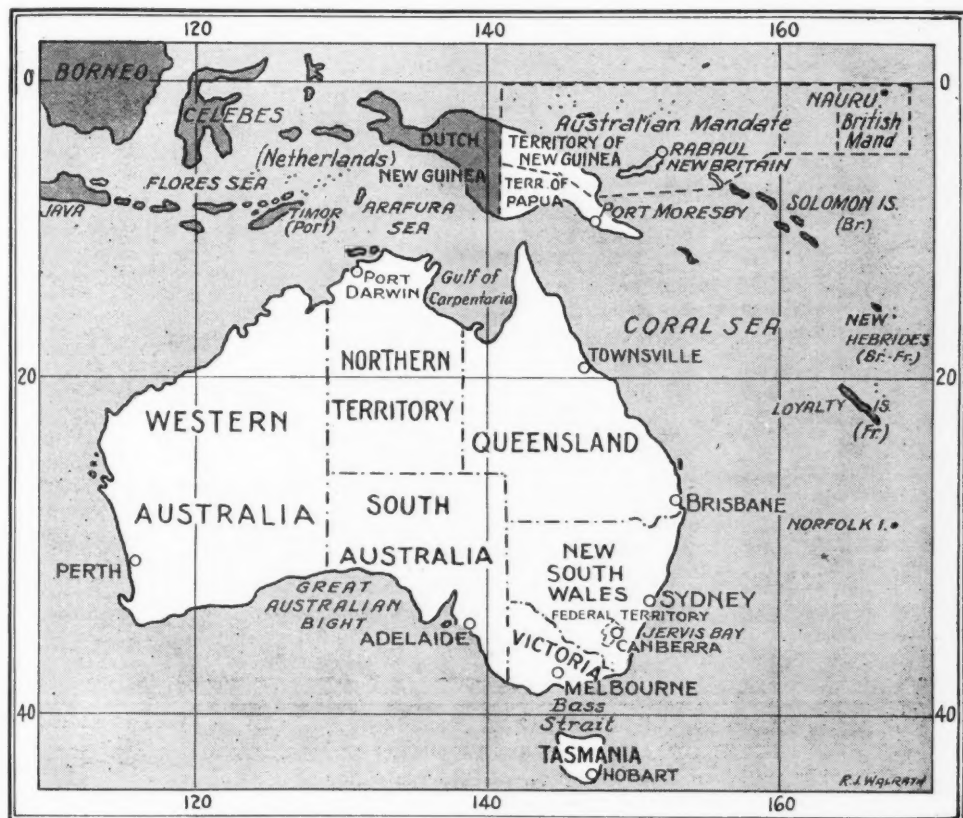 120
140
160
0
0
BORNEO
CELEBES
NAURU
British
Mand
Australian Mandate
DUTCH
NEW GUINEA
TERRITORY OF
NEW GUINEA
RABAUL
NEW BRITAIN
(Netherlands)
FLORES SEA
TERR. OF
PAPUA
JAVA
TIMOR
(Port)
ARAFURA
SEA
PORT MORESBY
SOLOMON IS.
(Br.)
PORT
DARWIN
Gulf of
Carpentaria
CORAL SEA
NEW
HEBRIDES
(Br.-Fr.)
TOWNSVILLE
NORTHERN
TERRITORY
20
20
LOYALTY IS.
(Fr.)
WESTERN
AUSTRALIA
QUEENSLAND
SOUTH
AUSTRALIA
BRISBANE
NORFOLK I.
PERTH
NEW
SOUTH
WALES
GREAT
AUSTRALIAN
BIGHT
SYDNEY
FEDERAL TERRITORY
JERVIS BAY
CANBERRA
ADELAIDE
VICTORIA
MELBOURNE
40
40
Bass
Strait
TASMANIA
HOBART
R.J. WALRATH
120
140
160